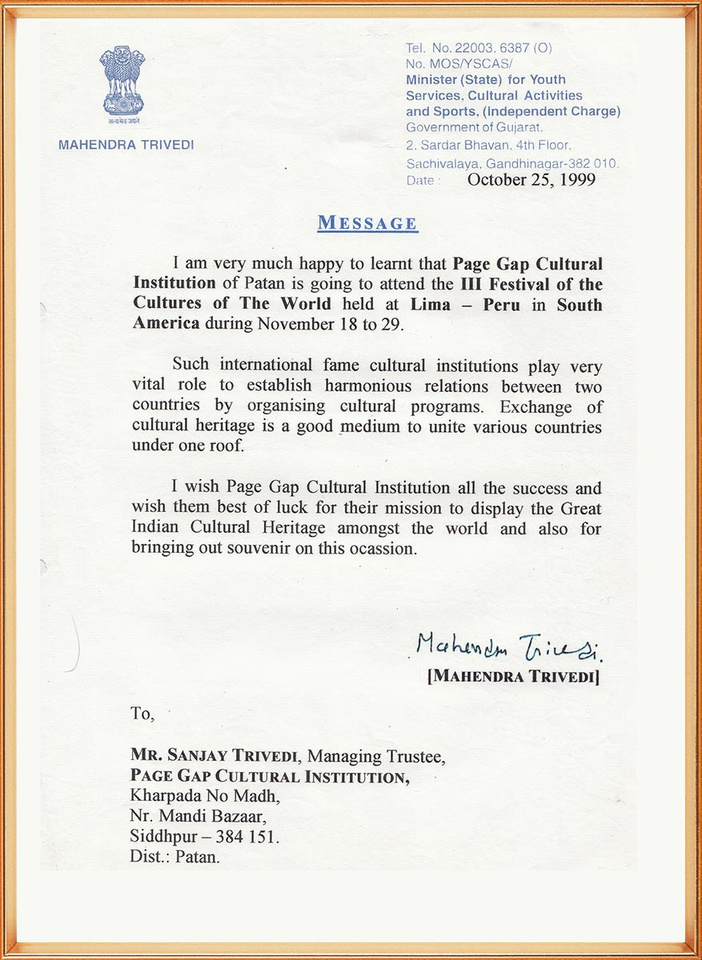 सत्यमेव जयते
MAHENDRA TRIVEDI
Tel. No. 22003. 6387 (O)
No. MOS/YSCAS/
Minister (State) for Youth
Services, Cultural Activities
and Sports, (Independent Charge)
Government of Gujarat.
2. Sardar Bhavan. 4th Floor,
Sachivalaya, Gandhinagar-382 010.
Date : October 25, 1999
MESSAGE
I am very much happy to learnt that Page Gap Cultural
Institution of Patan is going to attend the III Festival of the
Cultures of The World held at Lima – Peru in South
America during November 18 to 29.
Such international fame cultural institutions play very
vital role to establish harmonious relations between two
countries by organising cultural programs. Exchange of
cultural heritage is a good medium to unite various countries
under one roof.
I wish Page Gap Cultural Institution all the success and
wish them best of luck for their mission to display the Great
Indian Cultural Heritage amongst the world and also for
bringing out souvenir on this ocassion.
Mahendra Trivedi.
[MAHENDRA TRIVEDI]
To,
MR. SANJAY TRIVEDI, Managing Trustee,
PAGE GAP CULTURAL INSTITUTION,
Kharpada No Madh,
Nr. Mandi Bazaar,
Siddhpur – 384 151.
Dist.: Patan.